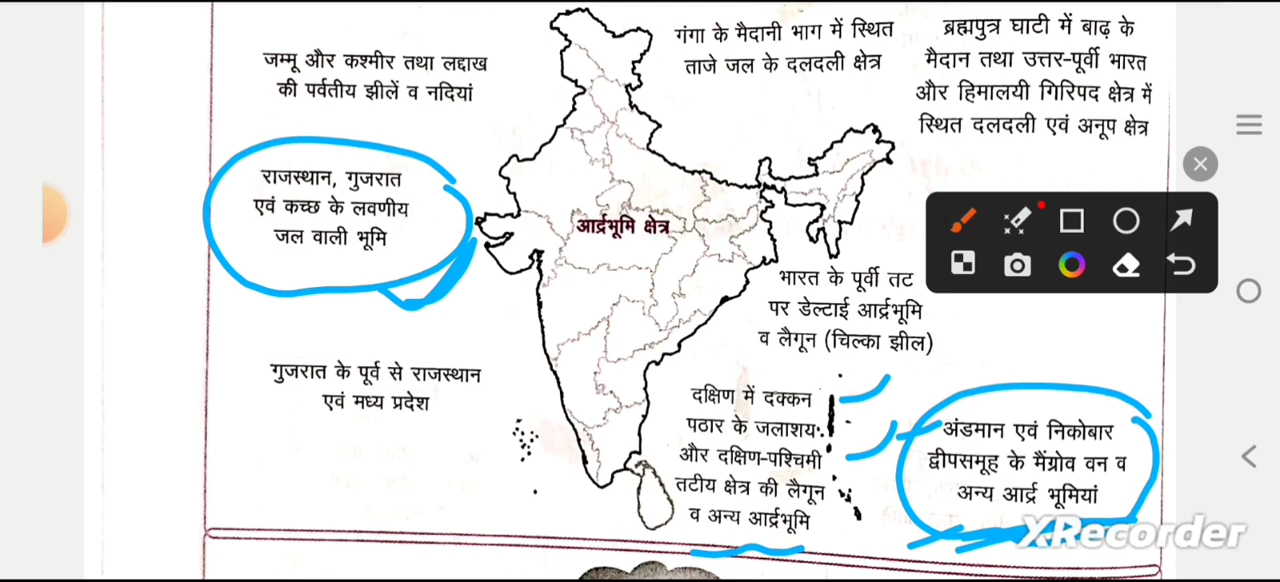 जम्मू और कश्मीर तथा लद्दाख
की पर्वतीय झीलें व नदियां
गंगा के मैदानी भाग में स्थित
ताजे जल के दलदली क्षेत्र
ब्रह्मपुत्र घाटी में बाढ़ के
मैदान तथा उत्तर-पूर्वी भारत
और हिमालयी गिरिपद क्षेत्र में
स्थित दलदली एवं अनूप क्षेत्र
राजस्थान, गुजरात
एवं कच्छ के लवणीय
जल वाली भूमि
आर्द्रभूमि क्षेत्र
भारत के पूर्वी तट
पर डेल्टाई आर्द्रभूमि
व लैगून (चिल्का झील)
गुजरात के पूर्व से राजस्थान
एवं मध्य प्रदेश
दक्षिण में दक्कन
पठार के जलाशय
और दक्षिण-पश्चिमी
तटीय क्षेत्र की लैगून
व अन्य आर्द्रभूमि
अंडमान एवं निकोबार
द्वीपसमूह के मैंग्रोव वन व
अन्य आर्द्र भूमियां
XRecorder